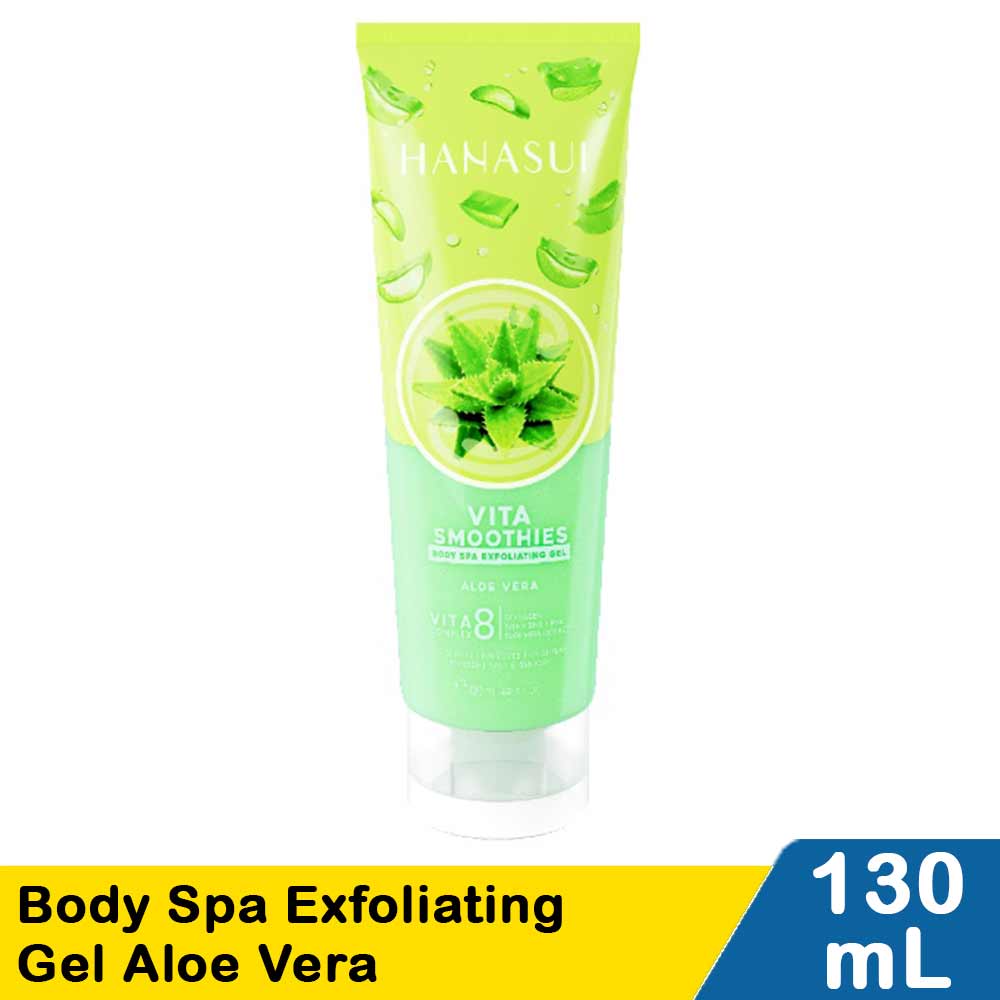 HANASUI
VITA
SMOOTHIES
BODY SPA EXFOLIATING GEL
ALOE VERA
VITA 8
COMPLEX
Body Spa Exfoliating
Gel Aloe Vera
130
mL